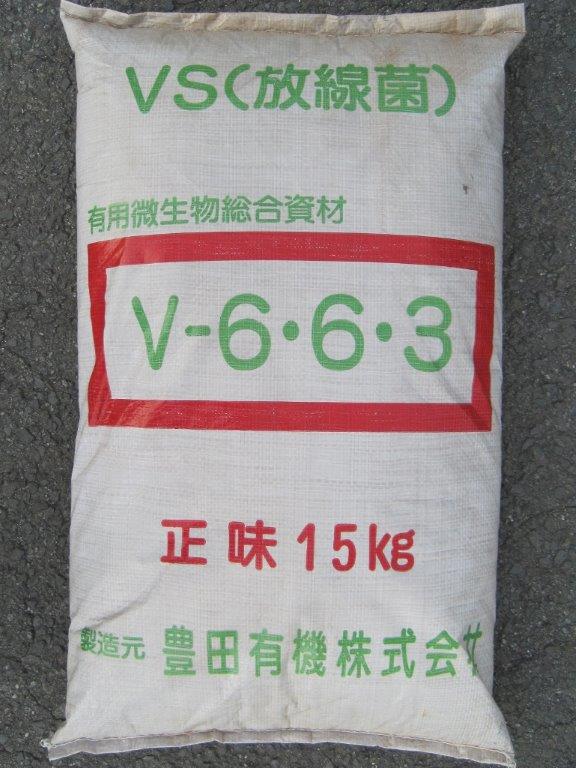 VS(放線菌)
有用微生物総合資材
V-6・6・3
正味15kg
製造元 豊田有機株式会社